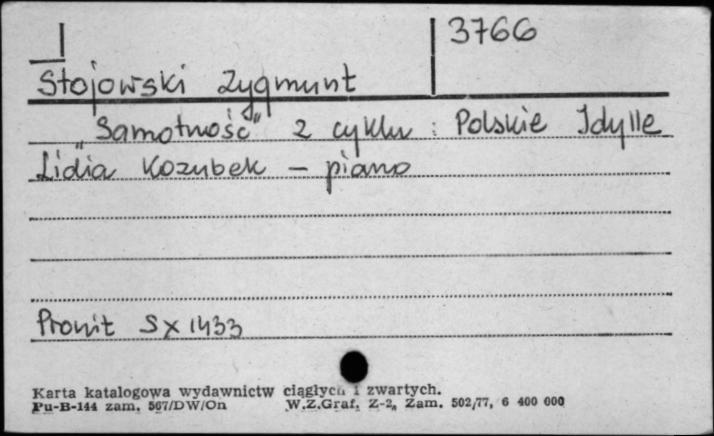 3766
Stojowski Zygmunt
„Samotność" z cyklu: Polskie Idylle
Lidia Kozubek – piano
Pronit SX 1433
Karta katalogowa wydawnictw ciągłych i zwartych.
Pu-B-144 zam. 567/DW/On W.Z.Graf. Z-2, Zam. 502/77, 6 400 000